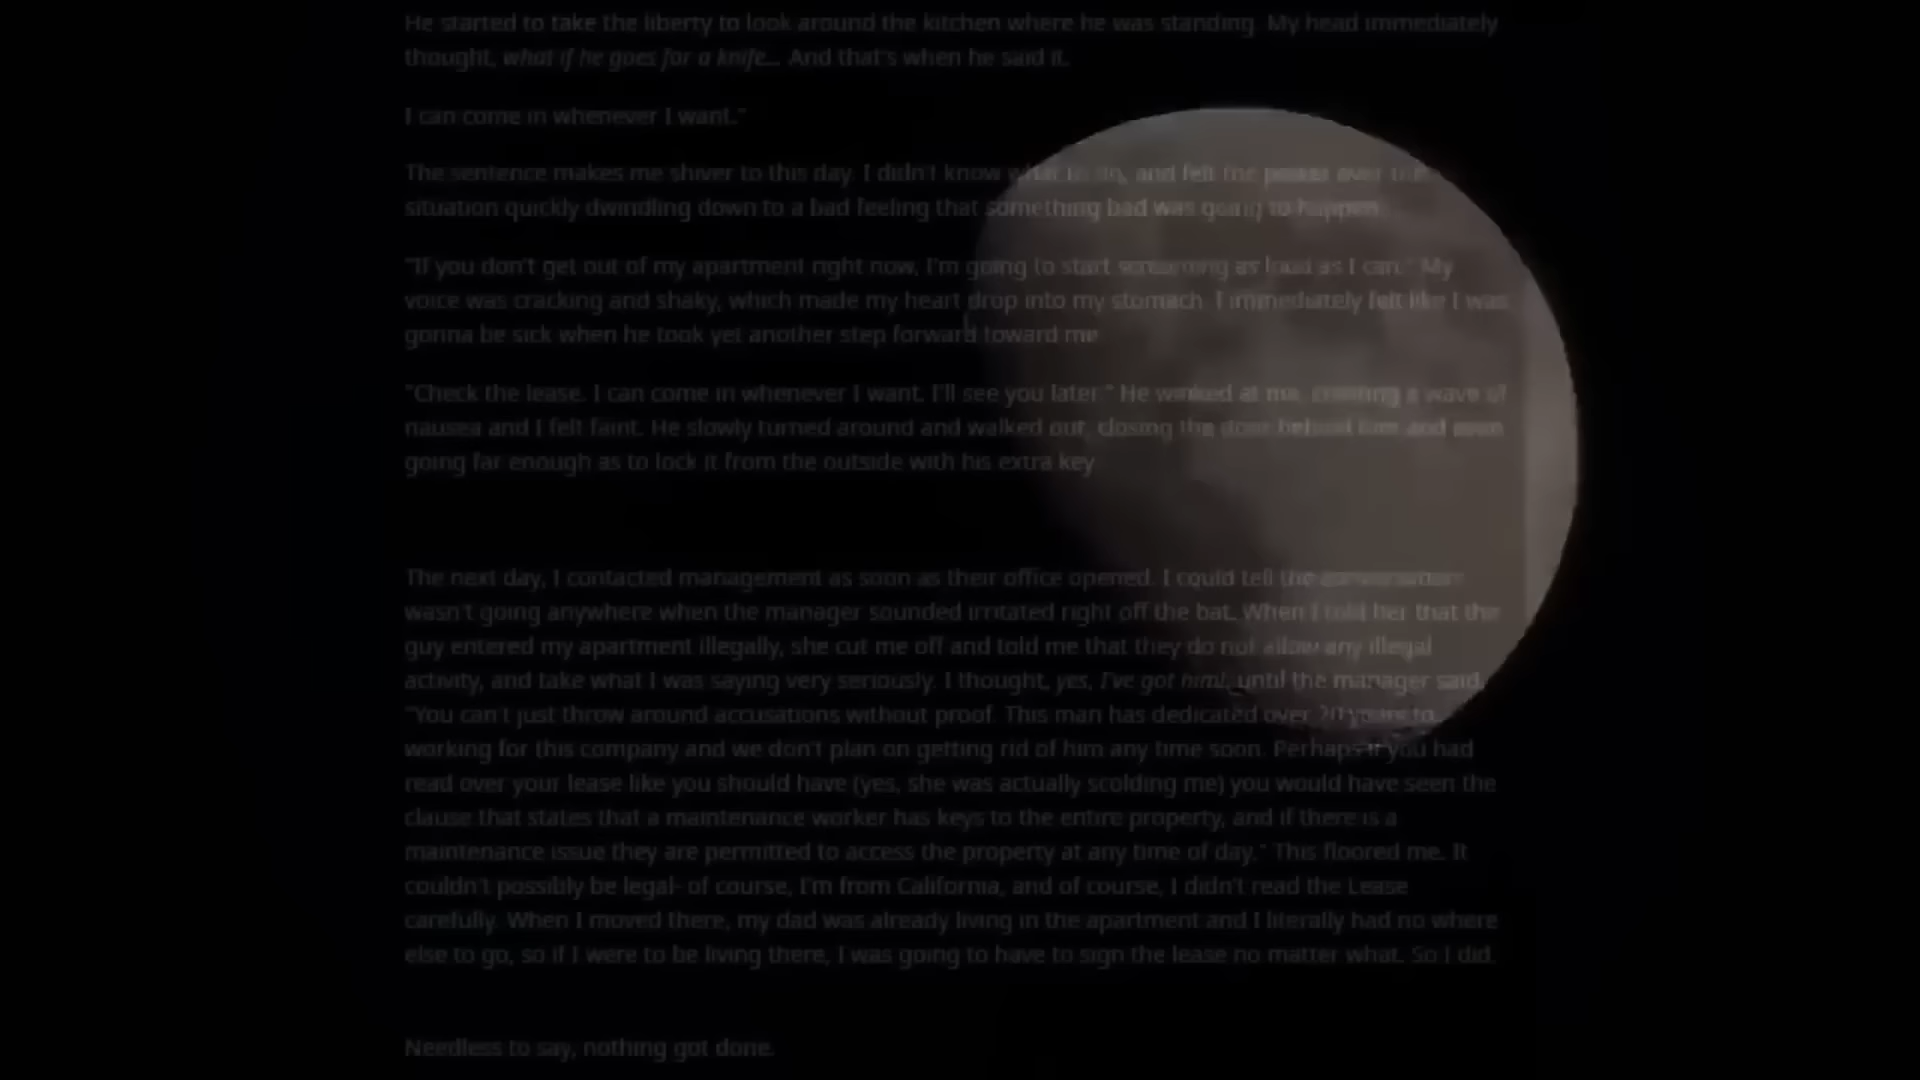 He started to take the liberty to look around the kitchen where he was standing. My head immediately
thought, what if he goes for a knife... And that's when he said it.
I can come in whenever I want."
The sentence makes me shiver to this day. I didn't know what to do, and felt the power over the
situation quickly dwindling down to a bad feeling that something bad was going to happen.
"If you don't get out of my apartment right now, I'm going to start screaming as loud as I can." My
voice was cracking and shaky, which made my heart drop into my stomach. I immediately felt like I was
gonna be sick when he took yet another step forward toward me.
"Check the lease. I can come in whenever I want. I'll see you later." He winked at me, creating a wave of
nausea and I felt faint. He slowly turned around and walked out, closing the door behind him and even
going far enough as to lock it from the outside with his extra key.
The next day, I contacted management as soon as their office opened. I could tell the conversation
wasn't going anywhere when the manager sounded irritated right off the bat. When I told her that the
guy entered my apartment illegally, she cut me off and told me that they do not allow any illegal
activity, and take what I was saying very seriously. I thought, yes, I've got him!, until the manager said,
"You can't just throw around accusations without proof. This man has dedicated over 20 years to
working for this company and we don't plan on getting rid of him any time soon. Perhaps if you had
read over your lease like you should have (yes, she was actually scolding me) you would have seen the
clause that states that a maintenance worker has keys to the entire property, and if there is a
maintenance issue they are permitted to access the property at any time of day." This floored me. It
couldn't possibly be legal- of course, I'm from California, and of course, I didn't read the Lease
carefully. When I moved there, my dad was already living in the apartment and I literally had no where
else to go, so if I were to be living there, I was going to have to sign the lease no matter what. So I did.
Needless to say, nothing got done.